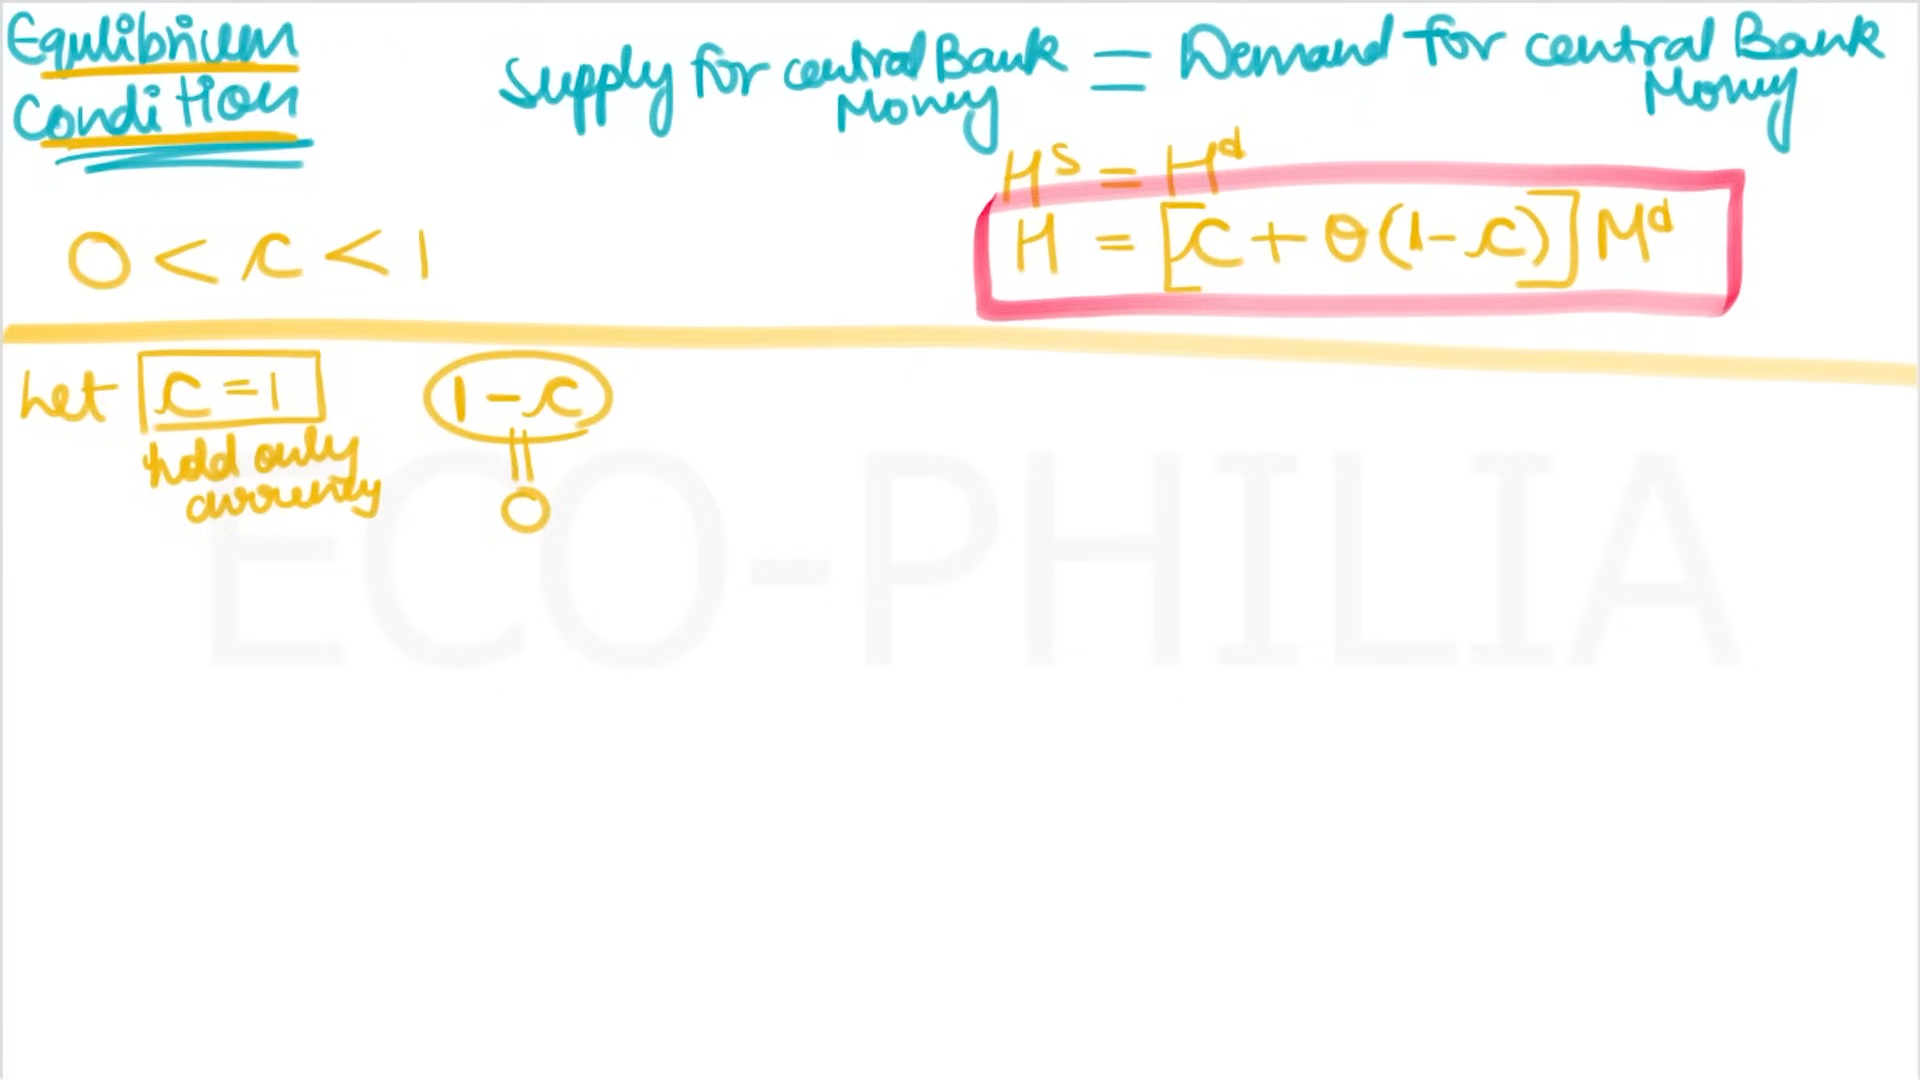 Equlibrium
Condition
Supply for central Bank Money = Demand for central Bank Money
H^s = H^d
H = [c + θ(1-c)] M^d
0 < c < 1
Let c = 1
hold only
currency
1 - c
||
0
ECO-PHILIA